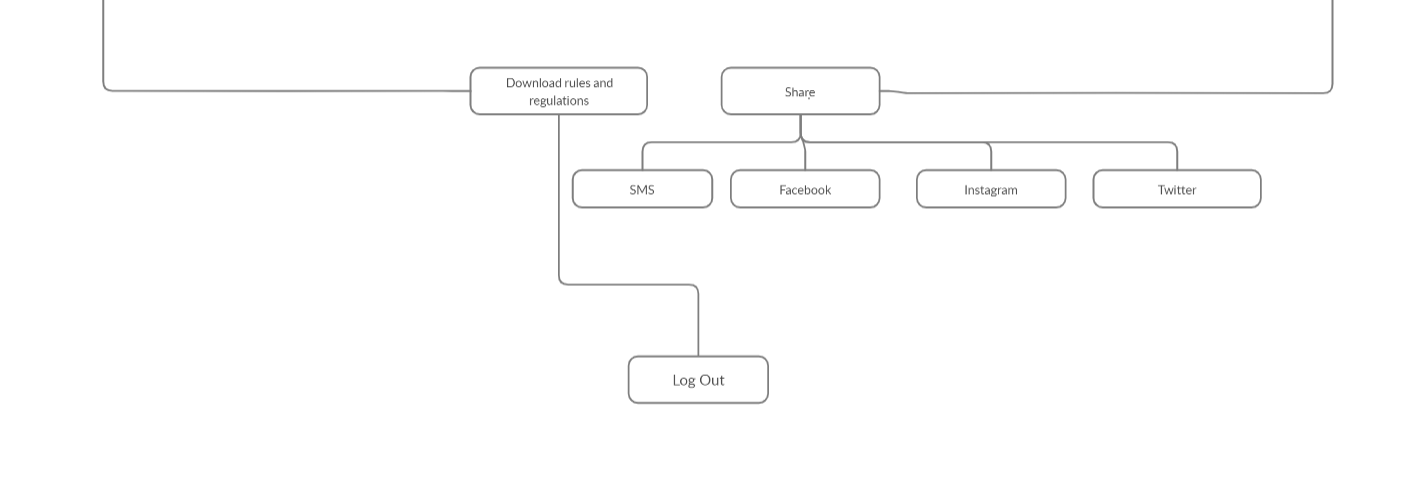 Download rules and
regulations
Share
SMS
Facebook
Instagram
Twitter
Log Out